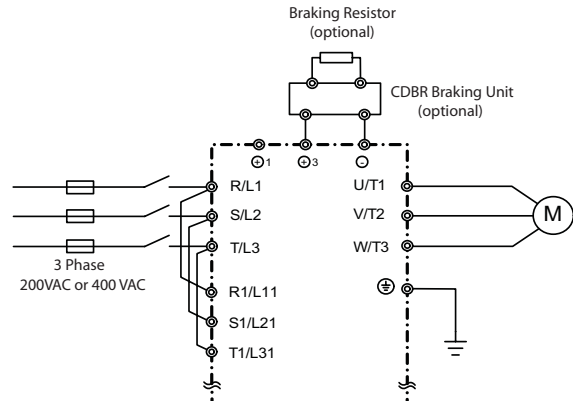 Braking Resistor
(optional)
CDBR Braking Unit
(optional)
⊕1
⊕3
⊖
R/L1
U/T1
S/L2
V/T2
M
T/L3
W/T3
3 Phase
200VAC or 400 VAC
R1/L11
S1/L21
T1/L31